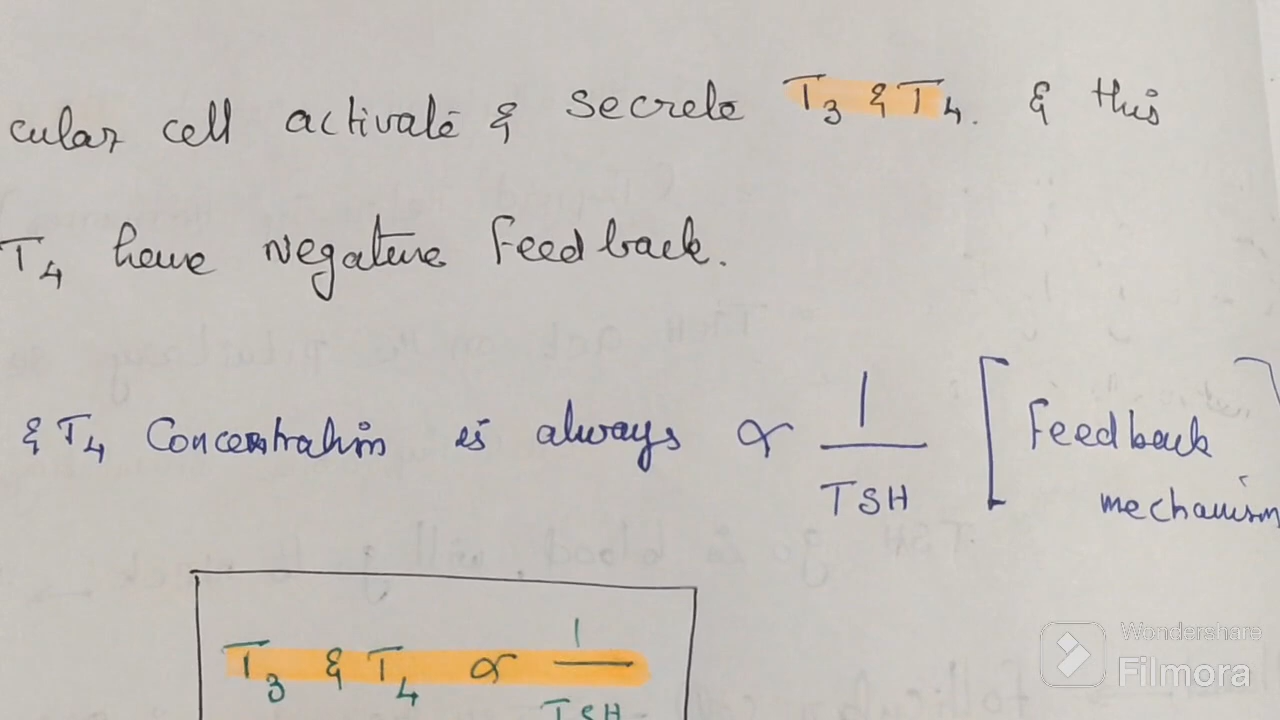 cular cell activate & secrete T3 & T4. & this
T4 have negative feedback.
& T4 Concentration is always ∝ 1/TSH [Feedback mechanism]
T3 & T4 ∝ 1/TSH
Wondershare
Filmora